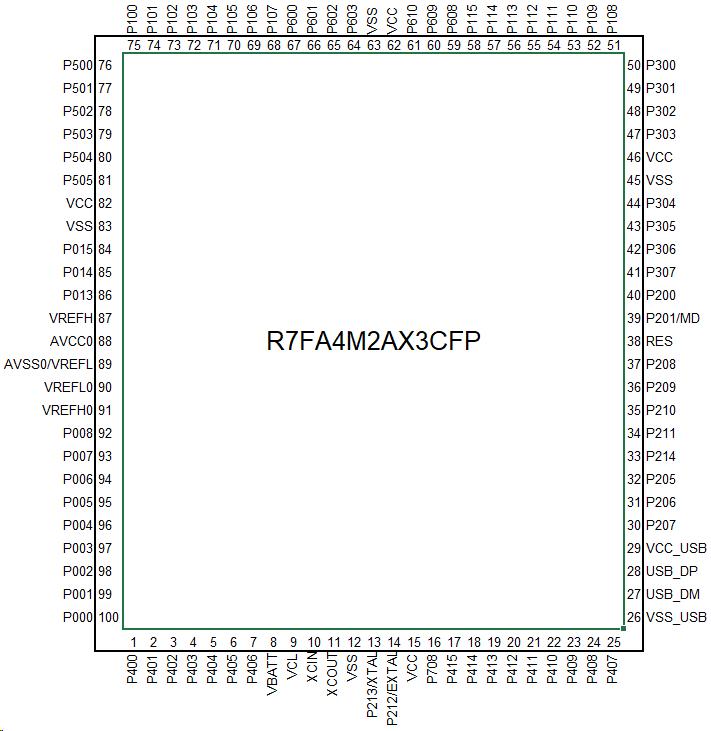 P100 P101 P102 P103 P104 P105 P106 P107 P600 P601 P602 P603 VSS VCC P610 P609 P608 P115 P114 P113 P112 P111 P110 P109 P108
75 74 73 72 71 70 69 68 67 66 65 64 63 62 61 60 59 58 57 56 55 54 53 52 51
P500 76
P501 77
P502 78
P503 79
P504 80
P505 81
VCC 82
VSS 83
P015 84
P014 85
P013 86
VREFH 87
AVCC0 88
AVSS0/VREFL 89
VREFL0 90
VREFH0 91
P008 92
P007 93
P006 94
P005 95
P004 96
P003 97
P002 98
P001 99
P000 100
R7FA4M2AX3CFP
50 P300
49 P301
48 P302
47 P303
46 VCC
45 VSS
44 P304
43 P305
42 P306
41 P307
40 P200
39 P201/MD
38 RES
37 P208
36 P209
35 P210
34 P211
33 P214
32 P205
31 P206
30 P207
29 VCC_USB
28 USB_DP
27 USB_DM
26 VSS_USB
1 2 3 4 5 6 7 8 9 10 11 12 13 14 15 16 17 18 19 20 21 22 23 24 25
P400 P401 P402 P403 P404 P405 P406 VBATT VCL XCIN XCOUT VSS P213/XTAL P212/EXTAL VCC P708 P415 P414 P413 P412 P411 P410 P409 P408 P407